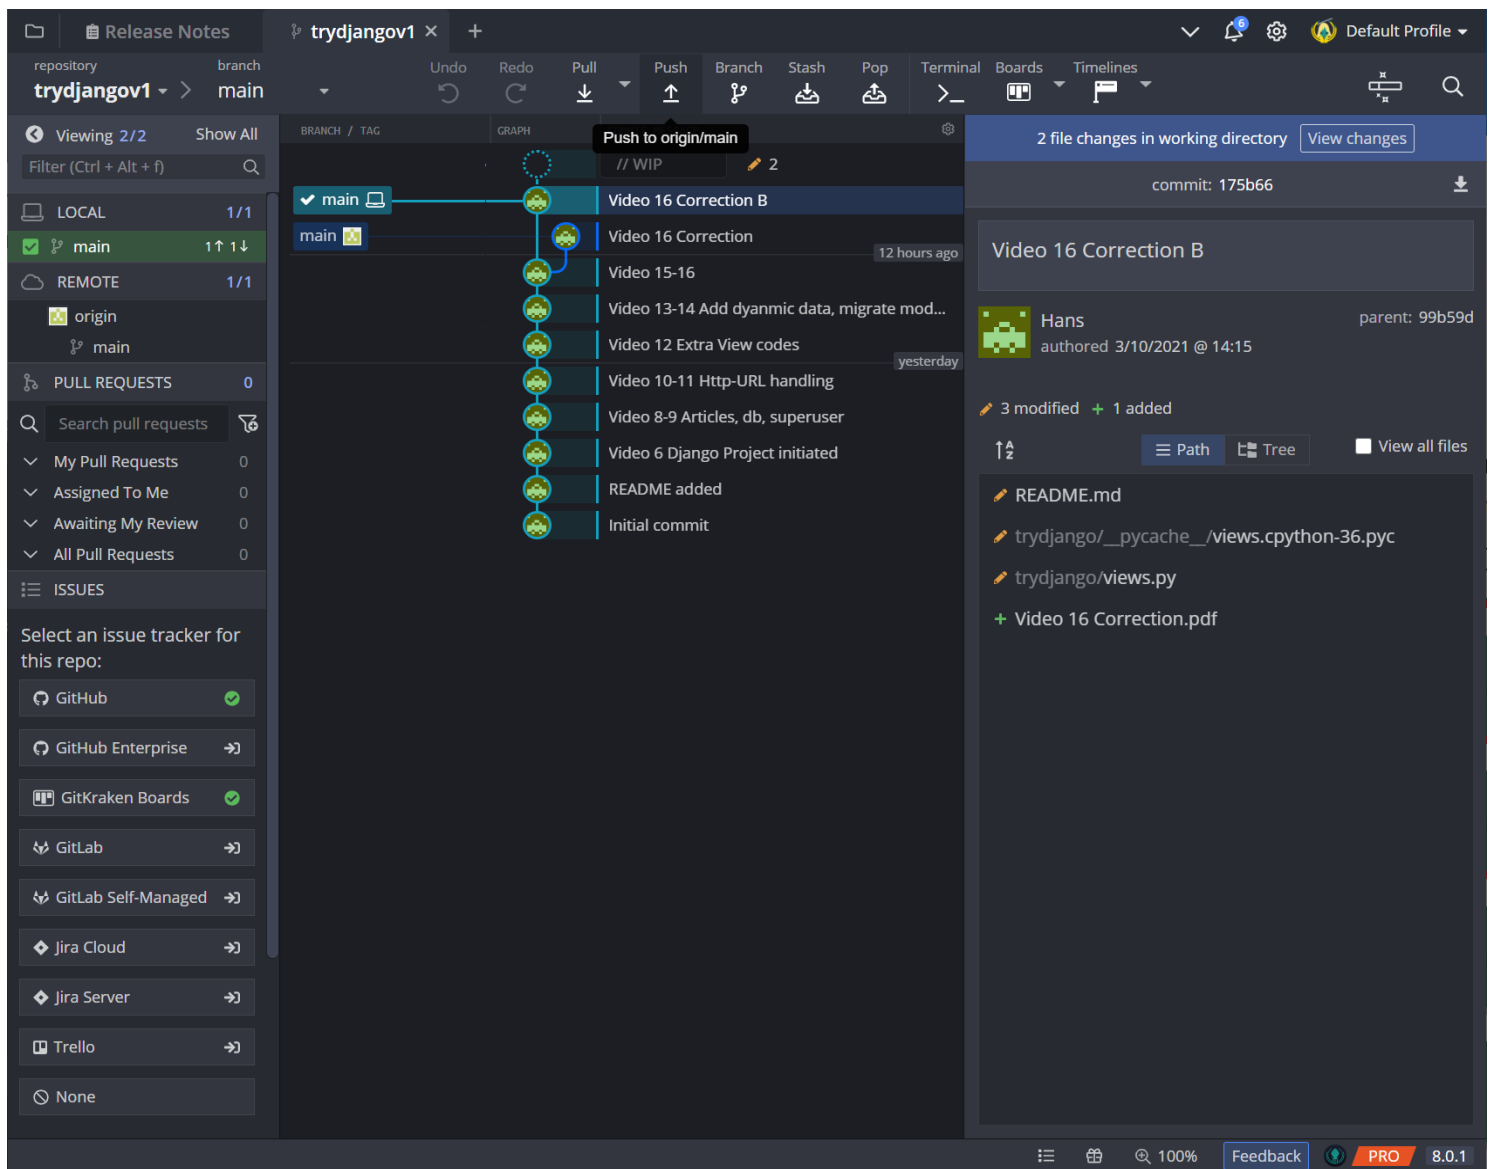 Release Notes
trydjangov1
Default Profile
6
repository
branch
trydjangov1
main
Undo
Redo
Pull
Push
Branch
Stash
Pop
Terminal
Boards
Timelines
Viewing 2/2
Show All
Filter (Ctrl + Alt + f)
LOCAL
1/1
main
1↑ 1↓
REMOTE
1/1
origin
main
PULL REQUESTS
0
Search pull requests
My Pull Requests
0
Assigned To Me
0
Awaiting My Review
0
All Pull Requests
0
ISSUES
Select an issue tracker for
this repo:
GitHub
GitHub Enterprise
GitKraken Boards
GitLab
GitLab Self-Managed
Jira Cloud
Jira Server
Trello
None
BRANCH / TAG
GRAPH
Push to origin/main
// WIP
2
main
Video 16 Correction B
main
Video 16 Correction
12 hours ago
Video 15-16
Video 13-14 Add dyanmic data, migrate mod...
Video 12 Extra View codes
yesterday
Video 10-11 Http-URL handling
Video 8-9 Articles, db, superuser
Video 6 Django Project initiated
README added
Initial commit
2 file changes in working directory
View changes
commit: 175b66
Video 16 Correction B
Hans
authored 3/10/2021 @ 14:15
parent: 99b59d
3 modified + 1 added
A
Z
Path
Tree
View all files
README.md
trydjango/__pycache__/views.cpython-36.pyc
trydjango/views.py
+ Video 16 Correction.pdf
100%
Feedback
PRO
8.0.1